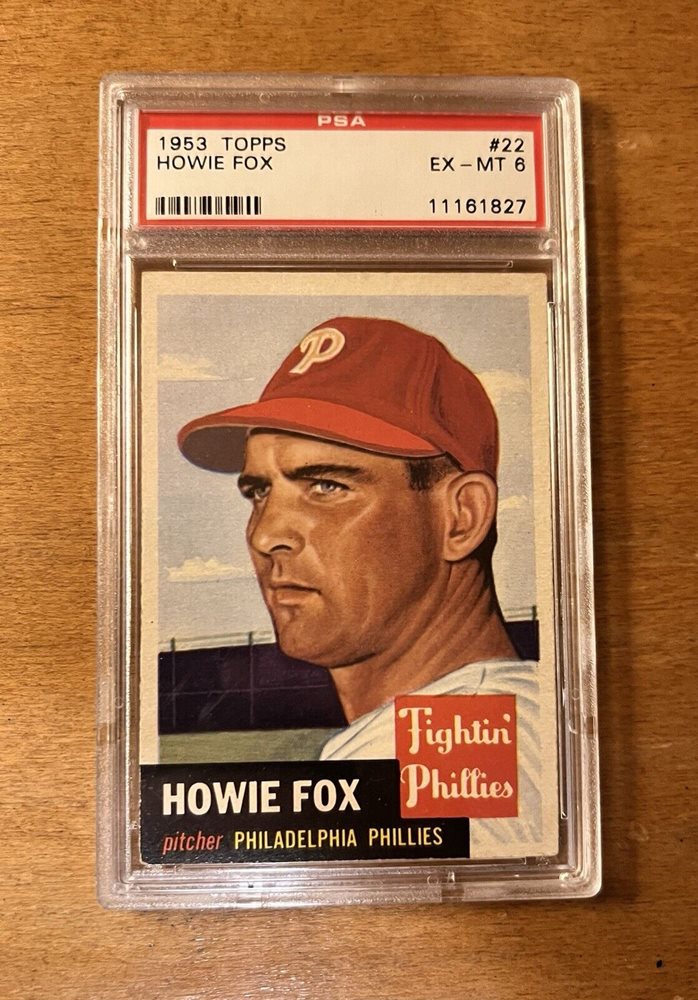 PSA
1953 TOPPS #22
HOWIE FOX EX-MT 6
11161827
P
Fightin'
Phillies
HOWIE FOX
pitcher PHILADELPHIA PHILLIES